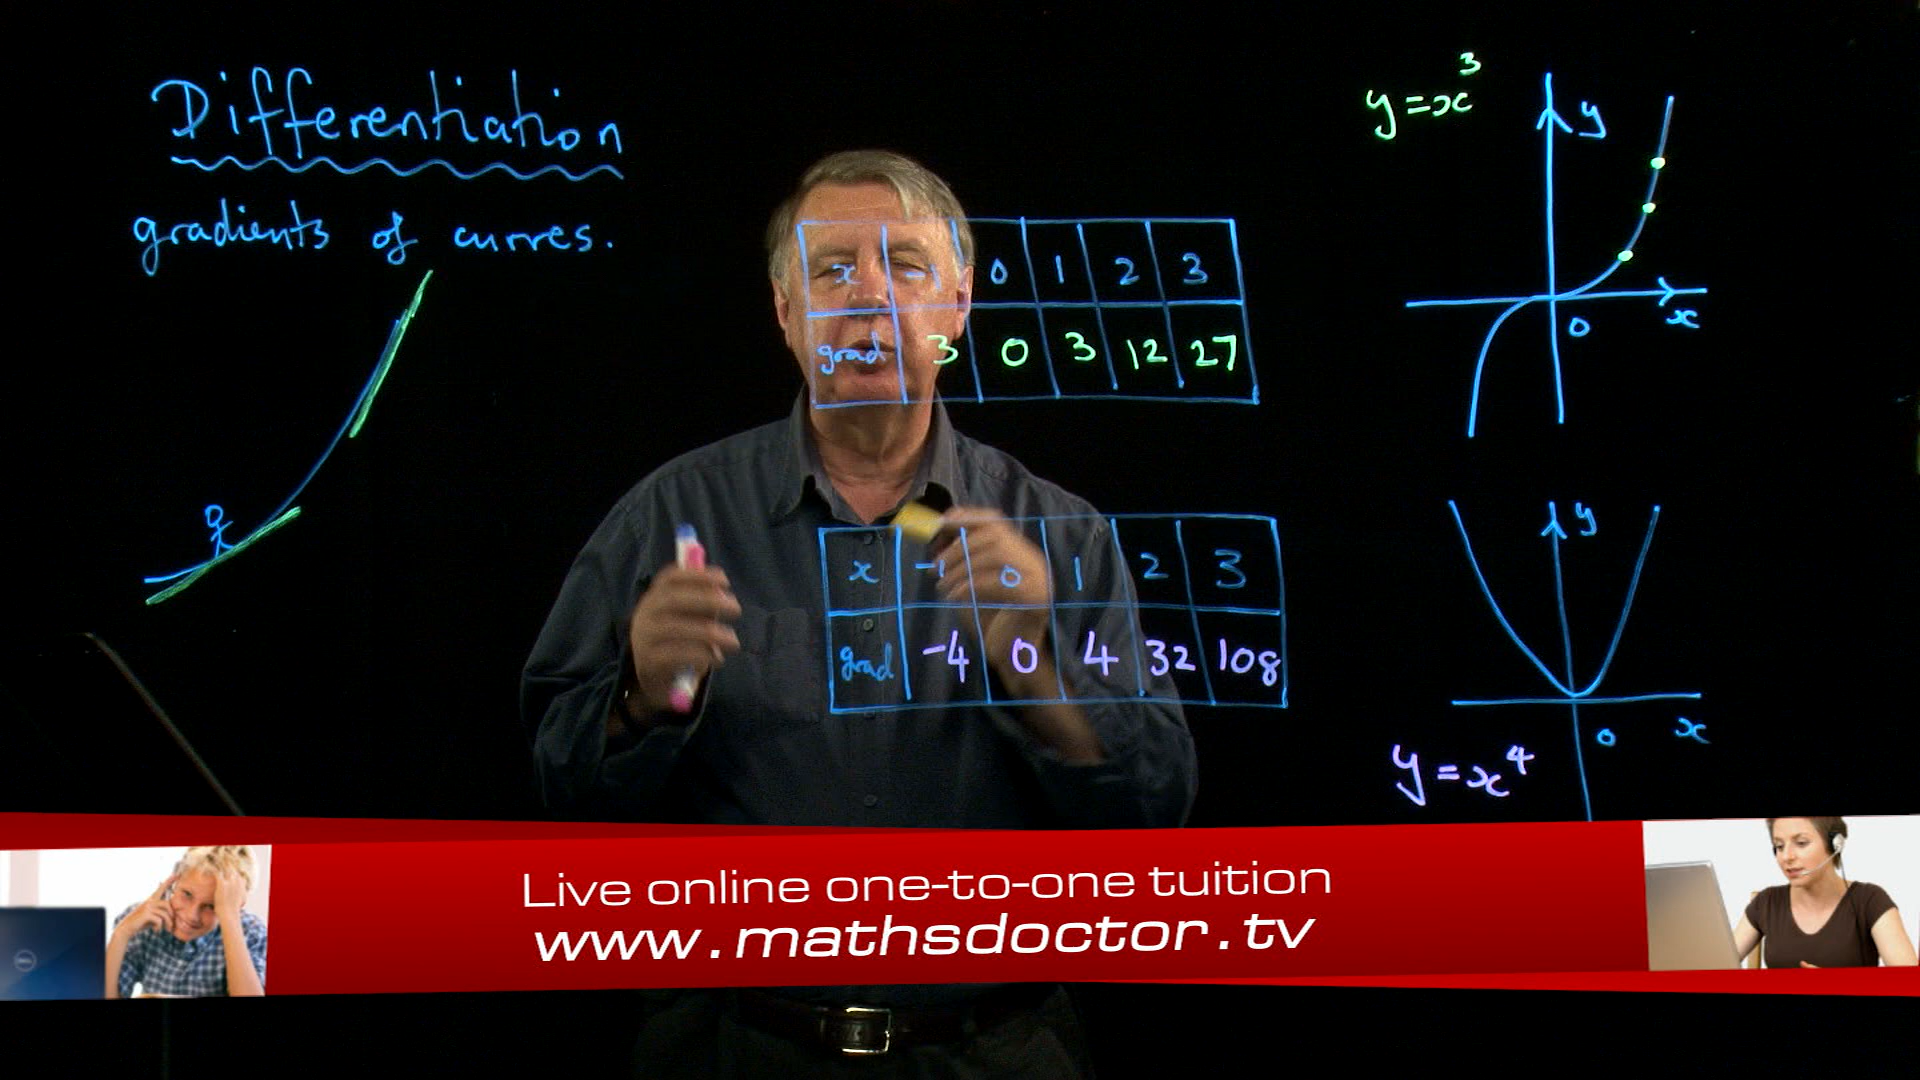 Differentiation
gradients of curves.
x -1 0 1 2 3
grad 3 0 3 12 27
x -1 0 1 2 3
grad -4 0 4 32 108
y = x³
y
0
x
y
0
x
y = x⁴
Live online one-to-one tuition
www.mathsdoctor.tv